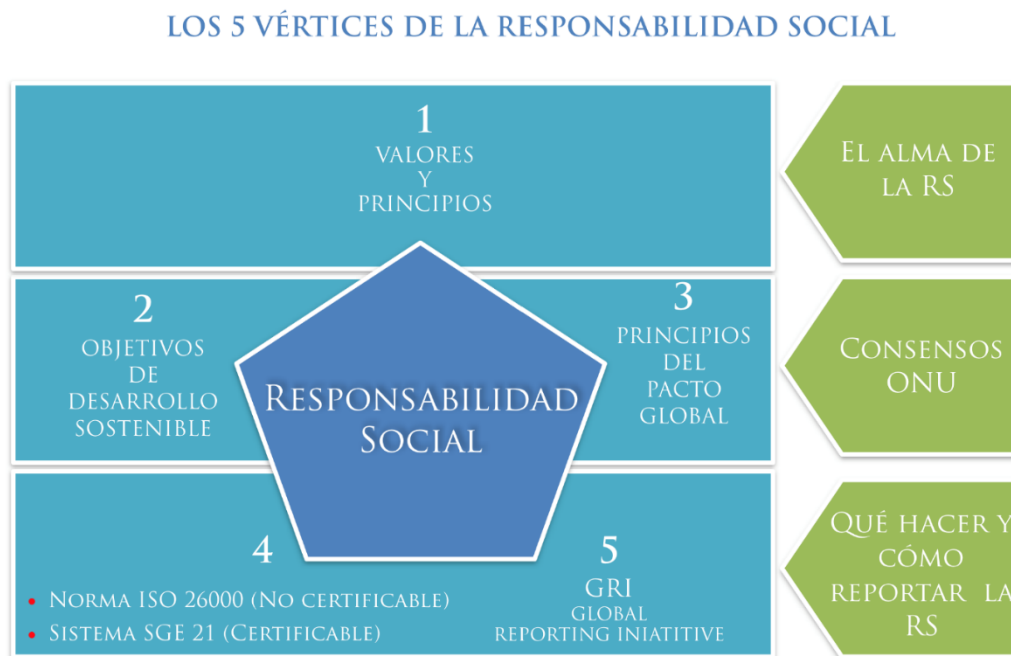 LOS 5 VÉRTICES DE LA RESPONSABILIDAD SOCIAL
1
VALORES
Y
PRINCIPIOS
EL ALMA DE
LA RS
2
OBJETIVOS
DE
DESARROLLO
SOSTENIBLE
RESPONSABILIDAD
SOCIAL
3
PRINCIPIOS
DEL
PACTO
GLOBAL
CONSENSOS
ONU
4
• NORMA ISO 26000 (NO CERTIFICABLE)
• SISTEMA SGE 21 (CERTIFICABLE)
5
GRI
GLOBAL
REPORTING INIATITIVE
QUÉ HACER Y
CÓMO
REPORTAR LA
RS